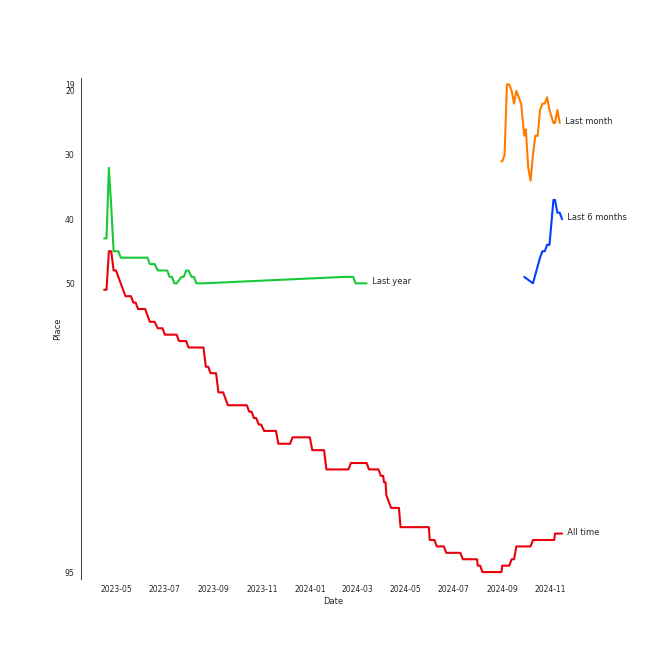 19
20
30
40
50
95
Place
Last month
Last 6 months
Last year
All time
2023-05
2023-07
2023-09
2023-11
2024-01
2024-03
2024-05
2024-07
2024-09
2024-11
Date